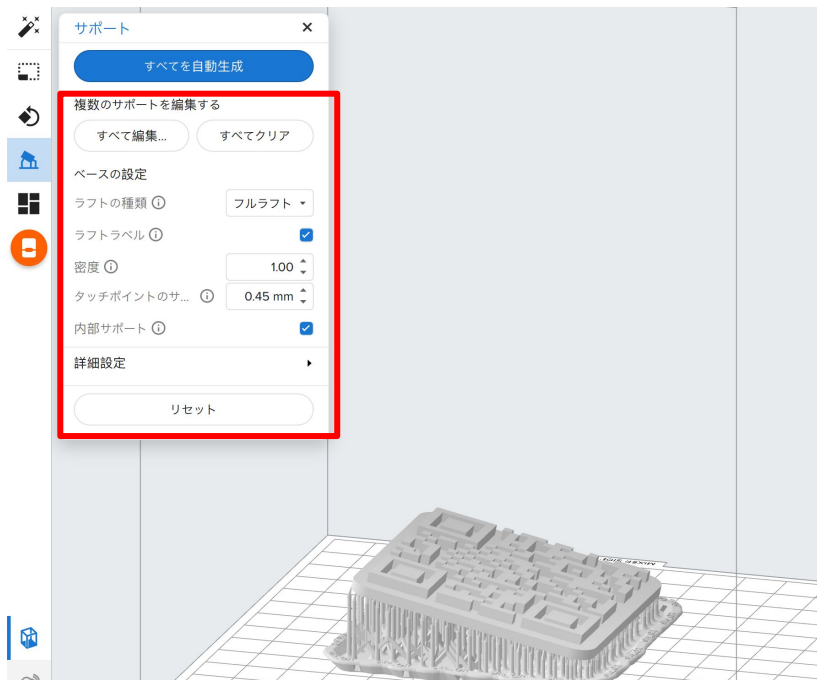 サポート
すべてを自動生成
複数のサポートを編集する
すべて編集... すべてクリア
ベースの設定
ラフトの種類 フルラフト
ラフトラベル
密度 1.00
タッチポイントのサ... 0.45 mm
内部サポート
詳細設定
リセット
MIXER SIDE